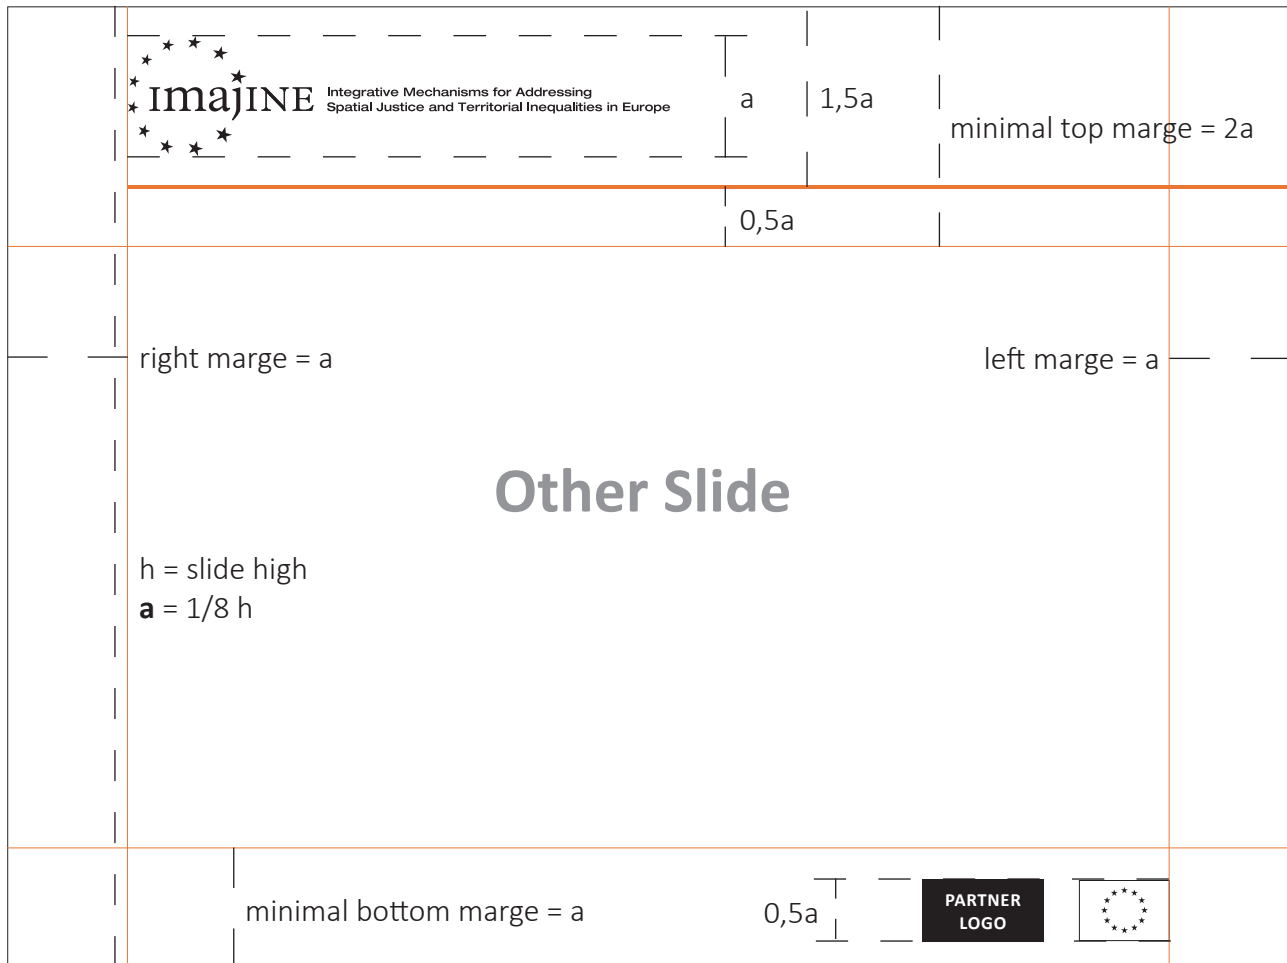 ImajINE
Integrative Mechanisms for Addressing
Spatial Justice and Territorial Inequalities in Europe
a
1,5a
minimal top marge = 2a
0,5a
right marge = a
left marge = a
Other Slide
h = slide high
a = 1/8 h
minimal bottom marge = a
0,5a
PARTNER
LOGO